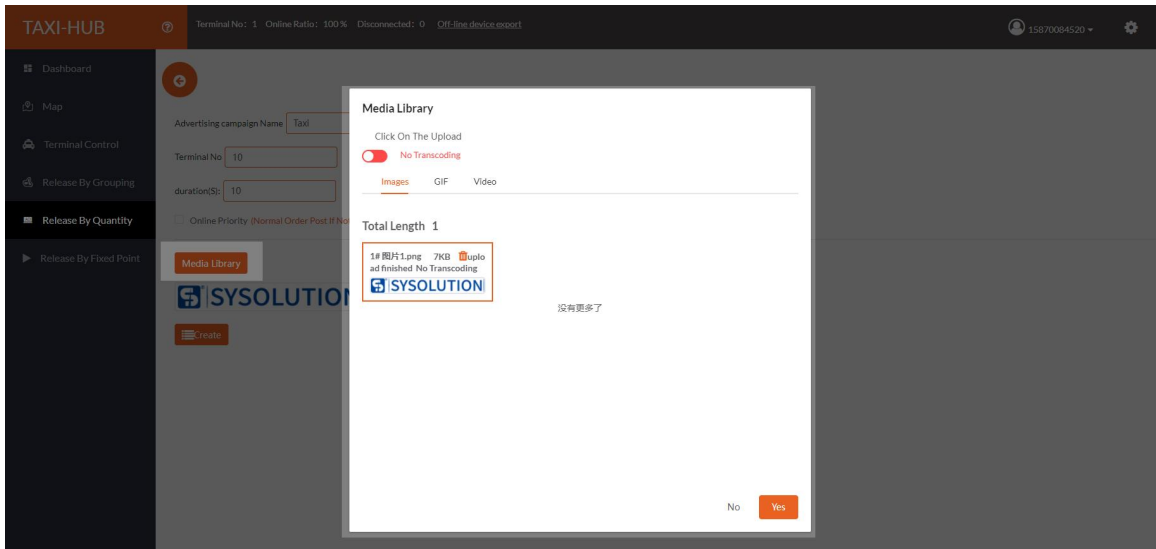 TAXI-HUB
Terminal No: 1 Online Ratio: 100% Disconnected: 0 Off-line device export
15870084520
Dashboard
Map
Terminal Control
Release By Grouping
Release By Quantity
Release By Fixed Point
Advertising campaign Name Taxi
Terminal No 10
duration(S): 10
Online Priority (Normal Order Post If No
Media Library
SYSOLUTION
Create
Media Library
Click On The Upload
No Transcoding
Images GIF Video
Total Length 1
1# 图片1.png 7KB uplo
ad finished No Transcoding
SYSOLUTION
没有更多了
No Yes